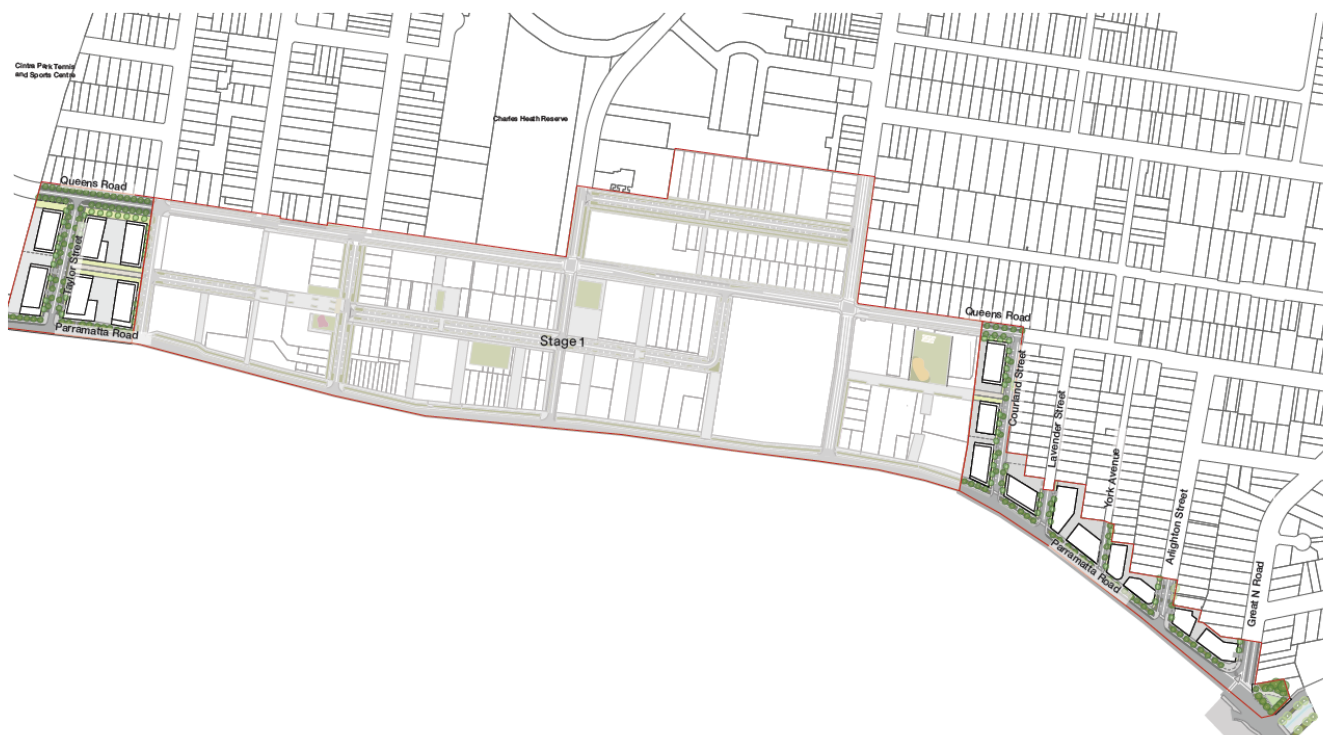 Cintra Park Tennis
and Sports Centre
Charles Heath Reserve
Queens Road
Taylor Street
Parramatta Road
Stage 1
Queens Road
Courland Street
Lavender Street
York Avenue
Arlighton Street
Great N Road
Parramatta Road